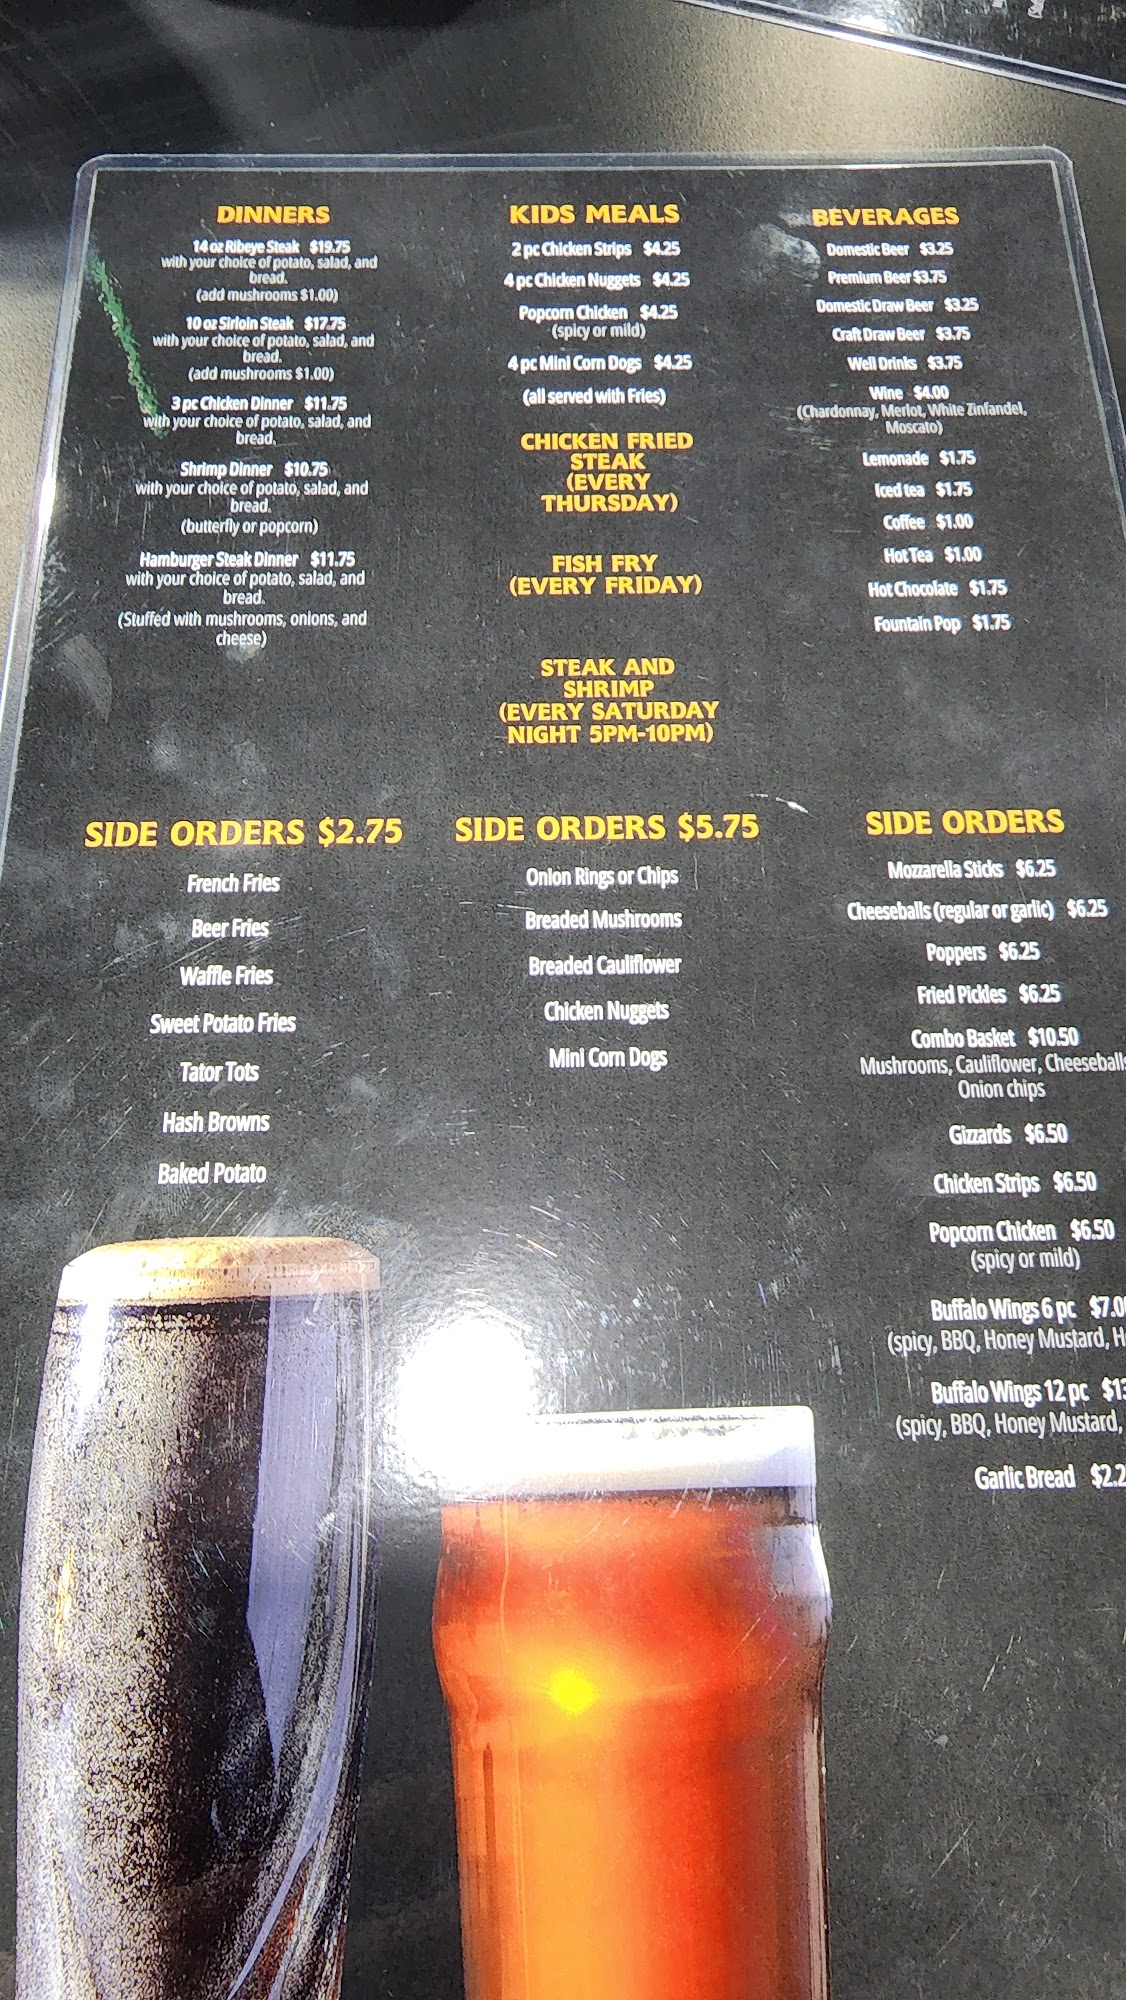 DINNERS
14 oz Ribeye Steak $19.75
with your choice of potato, salad, and
bread.
(add mushrooms $1.00)
10 oz Sirloin Steak $17.75
with your choice of potato, salad, and
bread.
(add mushrooms $1.00)
3 pc Chicken Dinner $11.75
with your choice of potato, salad, and
bread.
Shrimp Dinner $10.75
with your choice of potato, salad, and
bread.
(butterfly or popcorn)
Hamburger Steak Dinner $11.75
with your choice of potato, salad, and
bread.
(Stuffed with mushrooms, onions, and
cheese)
KIDS MEALS
2 pc Chicken Strips $4.25
4 pc Chicken Nuggets $4.25
Popcorn Chicken $4.25
(spicy or mild)
4 pc Mini Corn Dogs $4.25
(all served with Fries)
CHICKEN FRIED
STEAK
(EVERY
THURSDAY)
FISH FRY
(EVERY FRIDAY)
STEAK AND
SHRIMP
(EVERY SATURDAY
NIGHT 5PM-10PM)
BEVERAGES
Domestic Beer $3.25
Premium Beer $3.75
Domestic Draw Beer $3.25
Craft Draw Beer $3.75
Well Drinks $3.75
Wine $4.00
(Chardonnay, Merlot, White Zinfandel,
Moscato)
Lemonade $1.75
Iced tea $1.75
Coffee $1.00
Hot Tea $1.00
Hot Chocolate $1.75
Fountain Pop $1.75
SIDE ORDERS $2.75
French Fries
Beer Fries
Waffle Fries
Sweet Potato Fries
Tator Tots
Hash Browns
Baked Potato
SIDE ORDERS $5.75
Onion Rings or Chips
Breaded Mushrooms
Breaded Cauliflower
Chicken Nuggets
Mini Corn Dogs
SIDE ORDERS
Mozzarella Sticks $6.25
Cheeseballs (regular or garlic) $6.25
Poppers $6.25
Fried Pickles $6.25
Combo Basket $10.50
Mushrooms, Cauliflower, Cheeseballs
Onion chips
Gizzards $6.50
Chicken Strips $6.50
Popcorn Chicken $6.50
(spicy or mild)
Buffalo Wings 6 pc
(spicy, BBQ, Honey Mustard,
Buffalo Wings 12 pc
(spicy, BBQ, Honey Mustard,
Garlic Bread